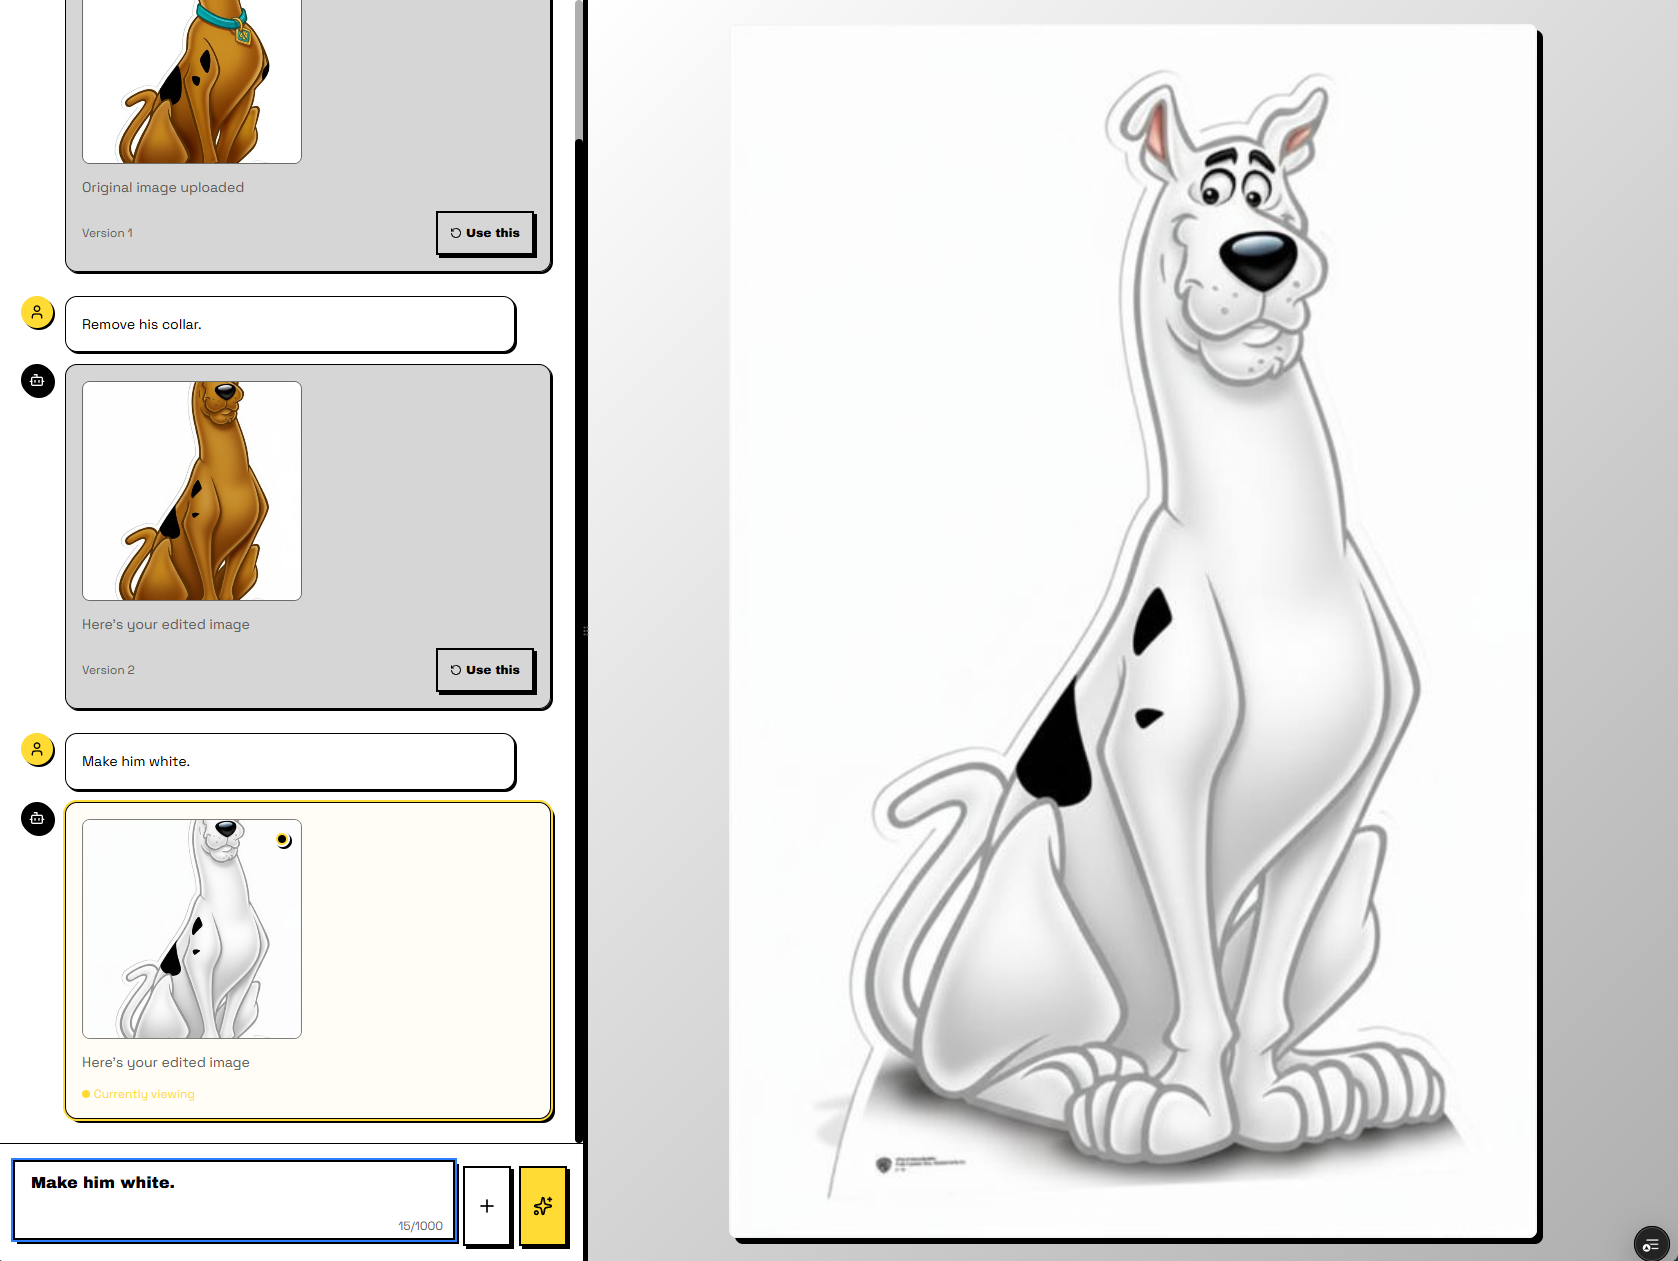 Original image uploaded
Version 1
Use this
Remove his collar.
Here's your edited image
Version 2
Use this
Make him white.
Here's your edited image
Currently viewing
Make him white.
15/1000